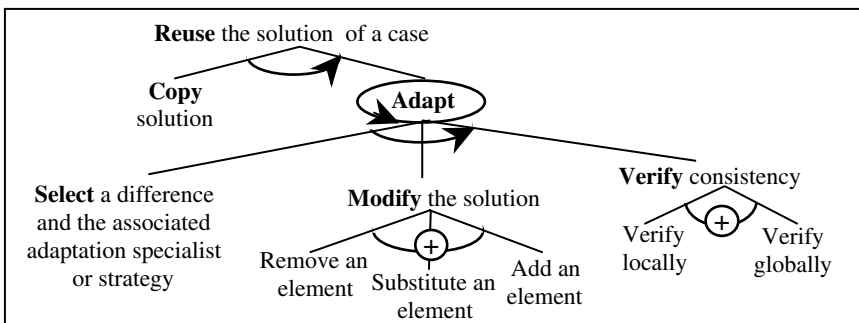 Reuse the solution of a case
Copy
solution
Adapt
Select a difference
and the associated
adaptation specialist
or strategy
Modify the solution
+
Remove an
element
Substitute an
element
Add an
element
Verify consistency
+
Verify
locally
Verify
globally